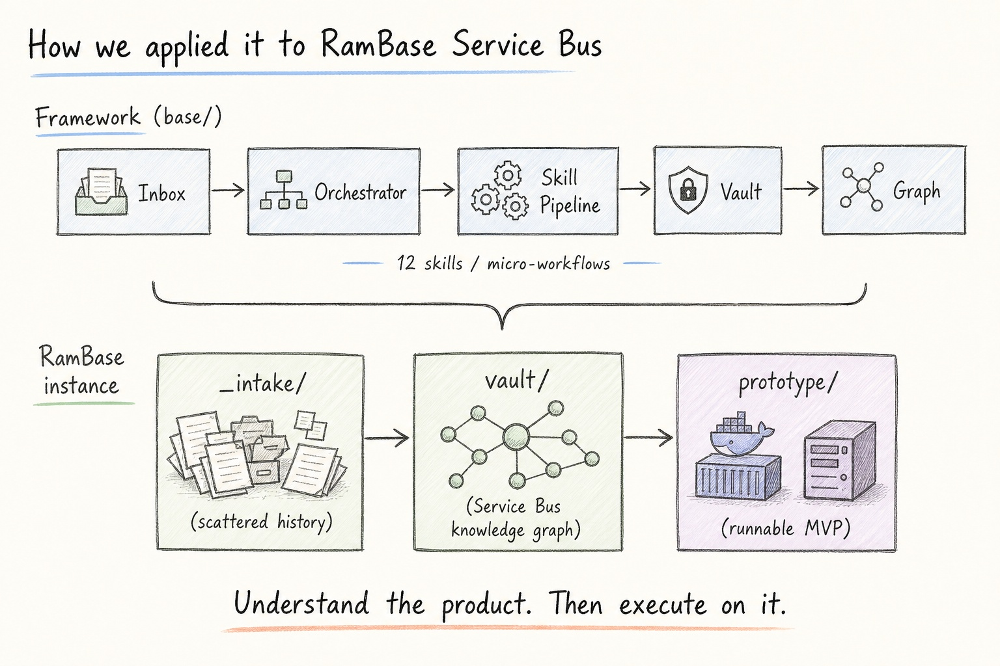 How we applied it to RamBase Service Bus
Framework (base/)
Inbox
Orchestrator
Skill
Pipeline
Vault
Graph
12 skills / micro-workflows
RamBase
instance
_intake/
(scattered history)
vault/
(Service Bus
knowledge graph)
prototype/
(runnable MVP)
Understand the product. Then execute on it.